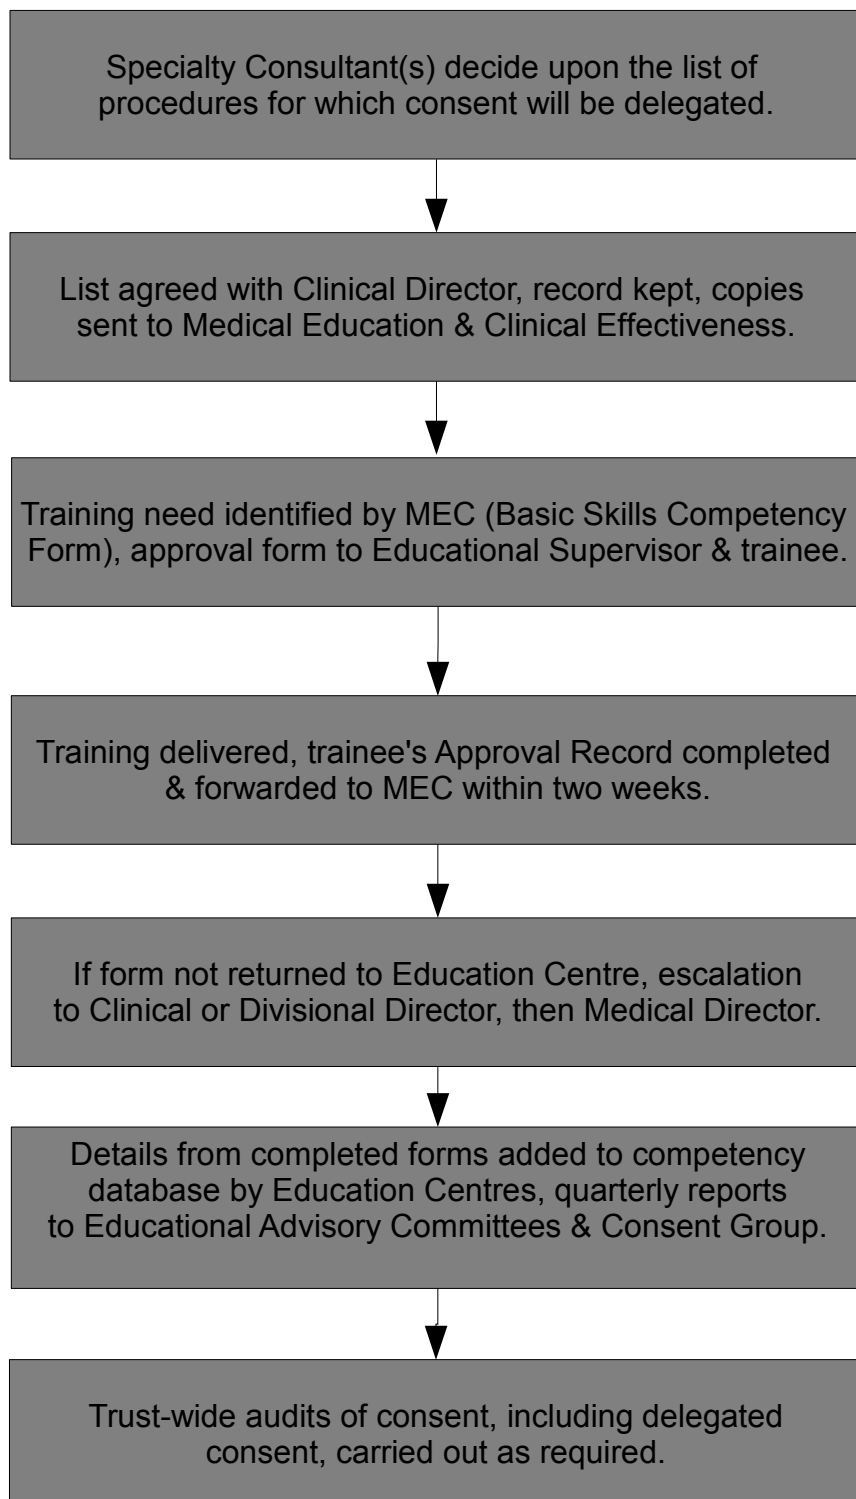 Specialty Consultant(s) decide upon the list of
procedures for which consent will be delegated.
List agreed with Clinical Director, record kept, copies
sent to Medical Education & Clinical Effectiveness.
Training need identified by MEC (Basic Skills Competency
Form), approval form to Educational Supervisor & trainee.
Training delivered, trainee's Approval Record completed
& forwarded to MEC within two weeks.
If form not returned to Education Centre, escalation
to Clinical or Divisional Director, then Medical Director.
Details from completed forms added to competency
database by Education Centres, quarterly reports
to Educational Advisory Committees & Consent Group.
Trust-wide audits of consent, including delegated
consent, carried out as required.